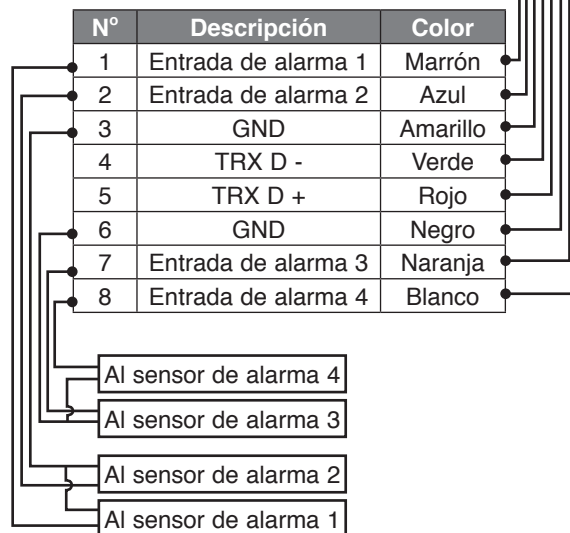 Nº Descripción Color
1 Entrada de alarma 1 Marrón
2 Entrada de alarma 2 Azul
3 GND Amarillo
4 TRX D - Verde
5 TRX D + Rojo
6 GND Negro
7 Entrada de alarma 3 Naranja
8 Entrada de alarma 4 Blanco
Al sensor de alarma 4
Al sensor de alarma 3
Al sensor de alarma 2
Al sensor de alarma 1